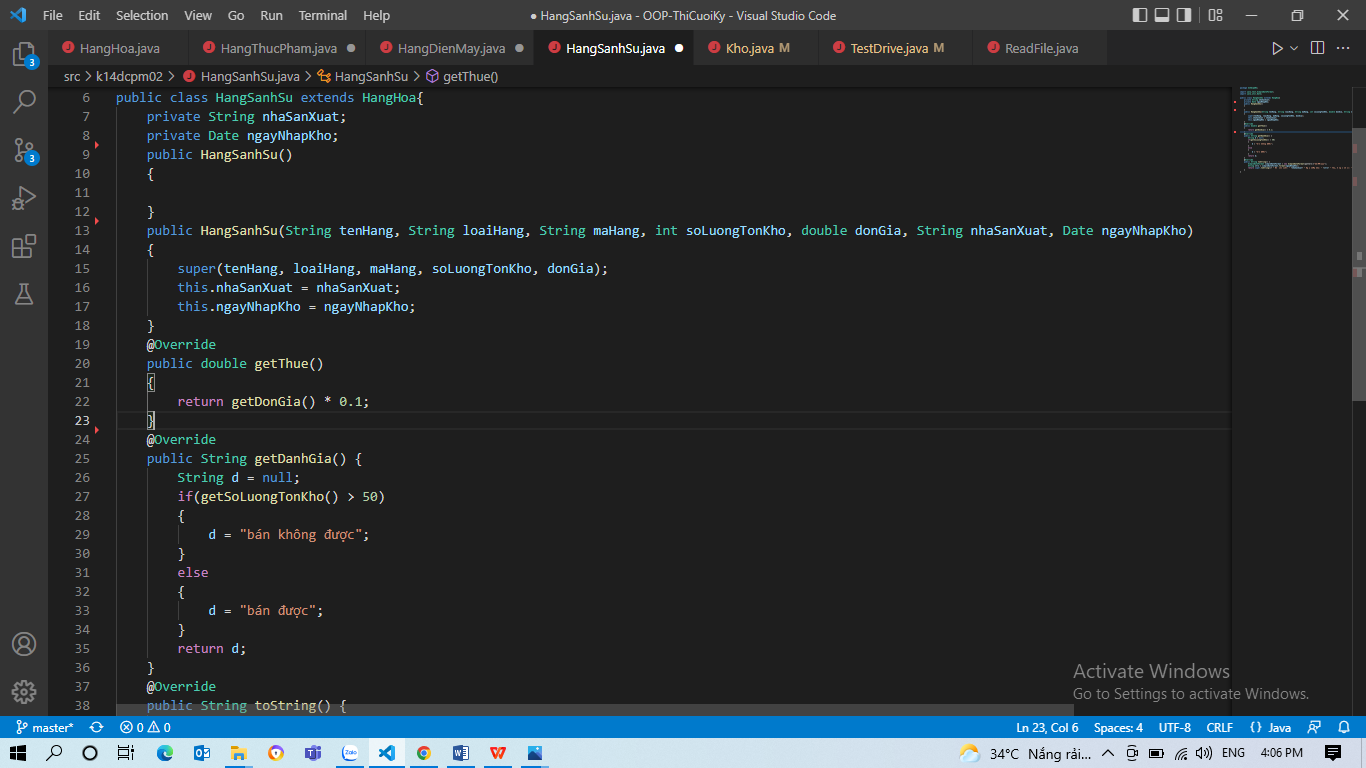 File Edit Selection View Go Run Terminal Help ● HangSanhSu.java - OOP-ThiCuoiKy - Visual Studio Code
HangHoa.java HangThucPham.java HangDienMay.java HangSanhSu.java Kho.java M TestDrive.java M ReadFile.java
src > k14dcpm02 > HangSanhSu.java > HangSanhSu > getThue()
6 public class HangSanhSu extends HangHoa{
7 private String nhaSanXuat;
8 private Date ngayNhapKho;
9 public HangSanhSu()
10 {
11
12 }
13 public HangSanhSu(String tenHang, String loaiHang, String maHang, int soLuongTonKho, double donGia, String nhaSanXuat, Date ngayNhapKho)
14 {
15 super(tenHang, loaiHang, maHang, soLuongTonKho, donGia);
16 this.nhaSanXuat = nhaSanXuat;
17 this.ngayNhapKho = ngayNhapKho;
18 }
19 @Override
20 public double getThue()
21 {
22 return getDonGia() * 0.1;
23 }
24 @Override
25 public String getDanhGia() {
26 String d = null;
27 if(getSoLuongTonKho() > 50)
28 {
29 d = "bán không được";
30 }
31 else
32 {
33 d = "bán được";
34 }
35 return d;
36 }
37 @Override
38 public String toString() {
3
3
Activate Windows
Go to Settings to activate Windows.
master* 0 0 Ln 23, Col 6 Spaces: 4 UTF-8 CRLF {} Java
Zalo 34°C Nắng rải... ENG 4:06 PM